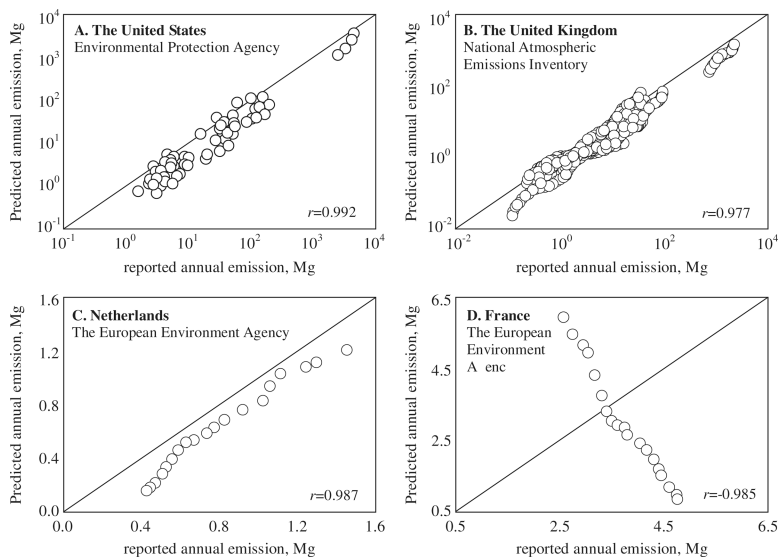 A. The United States
Environmental Protection Agency
Predicted annual emission, Mg
10^4
10^3
10^2
10^1
10^0
10^-1
r=0.992
10^-1 10^0 10^1 10^2 10^3 10^4
reported annual emission, Mg
B. The United Kingdom
National Atmospheric
Emissions Inventory
Predicted annual emission, Mg
10^4
10^2
10^0
10^-2
r=0.977
10^-2 10^0 10^2 10^4
reported annual emission, Mg
C. Netherlands
The European Environment Agency
Predicted annual emission, Mg
1.6
1.2
0.8
0.4
0.0
r=0.987
0.0 0.4 0.8 1.2 1.6
reported annual emission, Mg
D. France
The European
Environment
A enc
Predicted annual emission, Mg
6.5
4.5
2.5
0.5
r=-0.985
0.5 2.5 4.5 6.5
reported annual emission, Mg